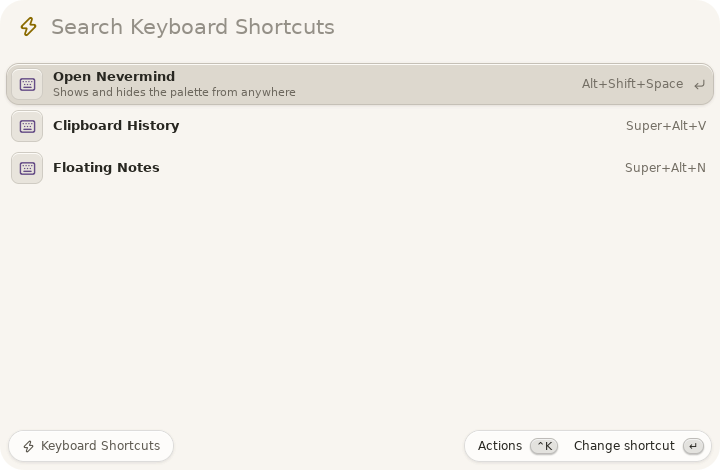 Search Keyboard Shortcuts
Open Nevermind
Shows and hides the palette from anywhere
Alt+Shift+Space ↵
Clipboard History
Super+Alt+V
Floating Notes
Super+Alt+N
Keyboard Shortcuts
Actions ^K Change shortcut ↵